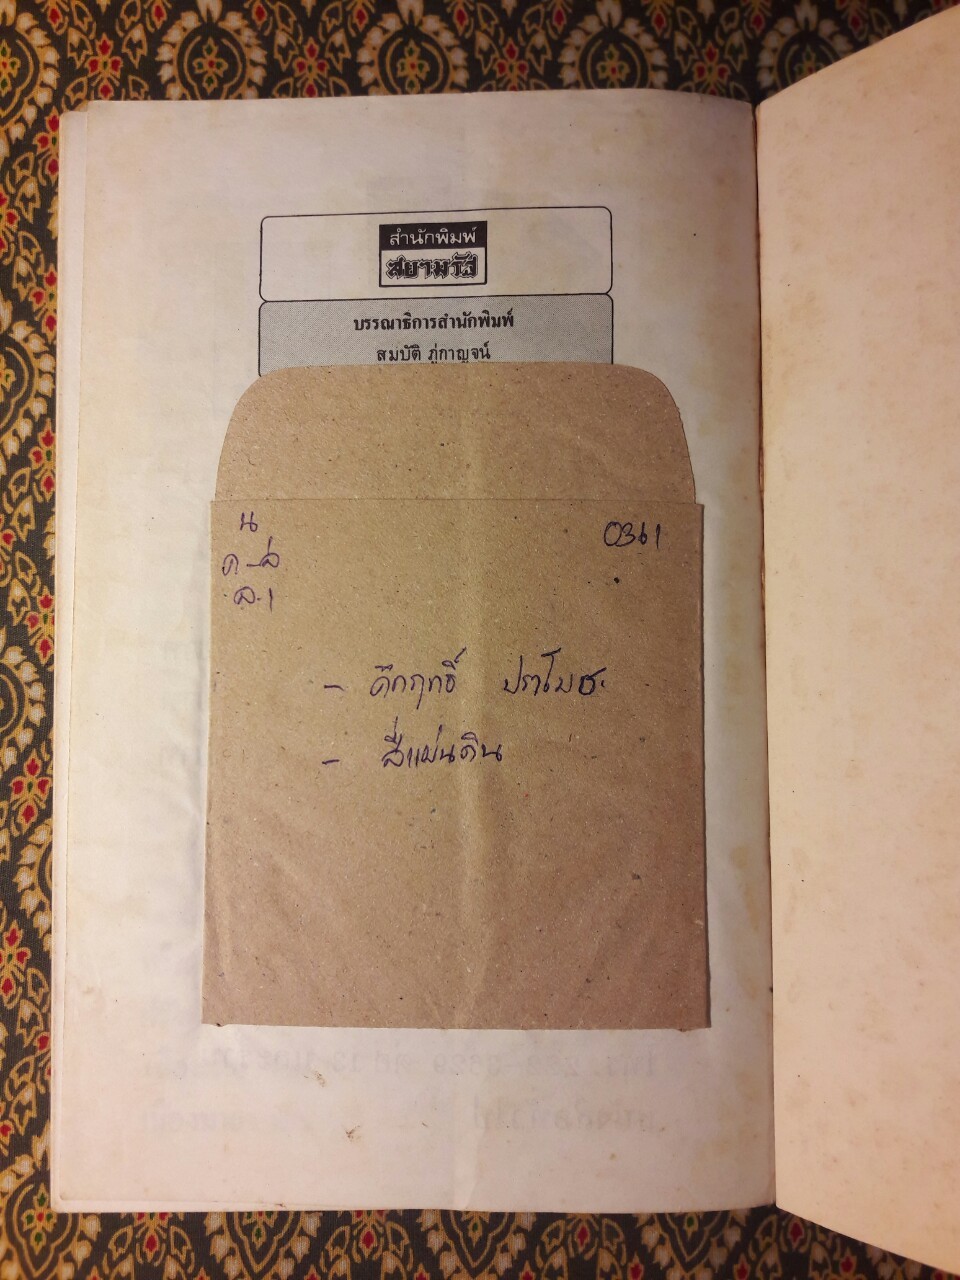 สำนักพิมพ์
สยามรัฐ
บรรณาธิการสำนักพิมพ์
สมบัติ ภู่กาญจน์
น
ค-ส
ล.1
0361
- คึกฤทธิ์ ปราโมช.
- สี่แผ่นดิน